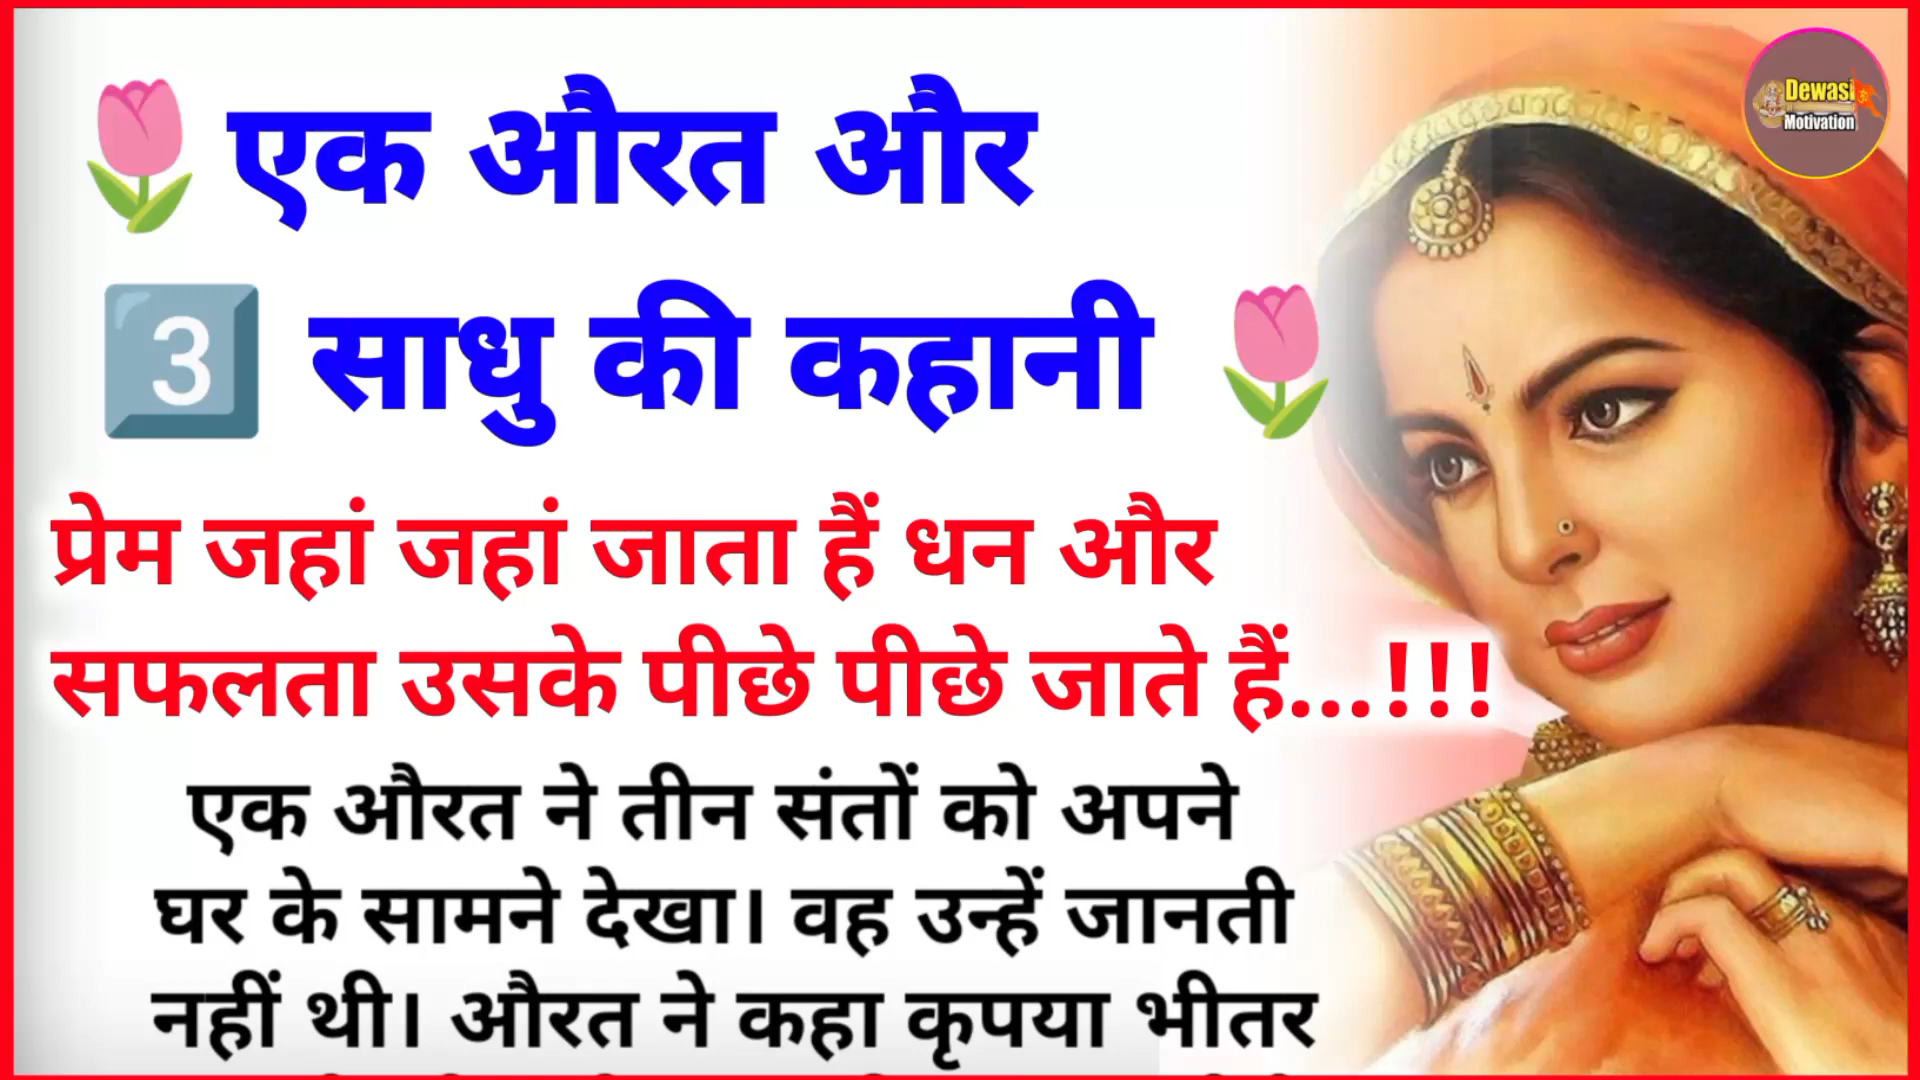 Dewasi
Motivation
🌷एक औरत और
3️⃣ साधु की कहानी 🌷
प्रेम जहां जहां जाता हैं धन और
सफलता उसके पीछे पीछे जाते हैं...!!!
एक औरत ने तीन संतों को अपने
घर के सामने देखा। वह उन्हें जानती
नहीं थी। औरत ने कहा कृपया भीतर